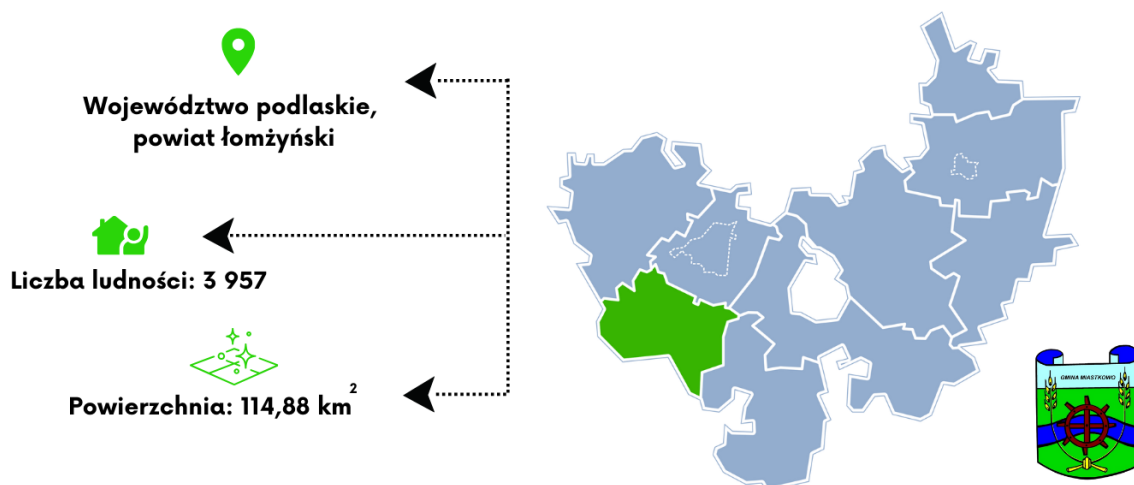 Województwo podlaskie,
powiat łomżyński
Liczba ludności: 3 957
Powierzchnia: 114,88 km²
GMINA MIASTKOWO